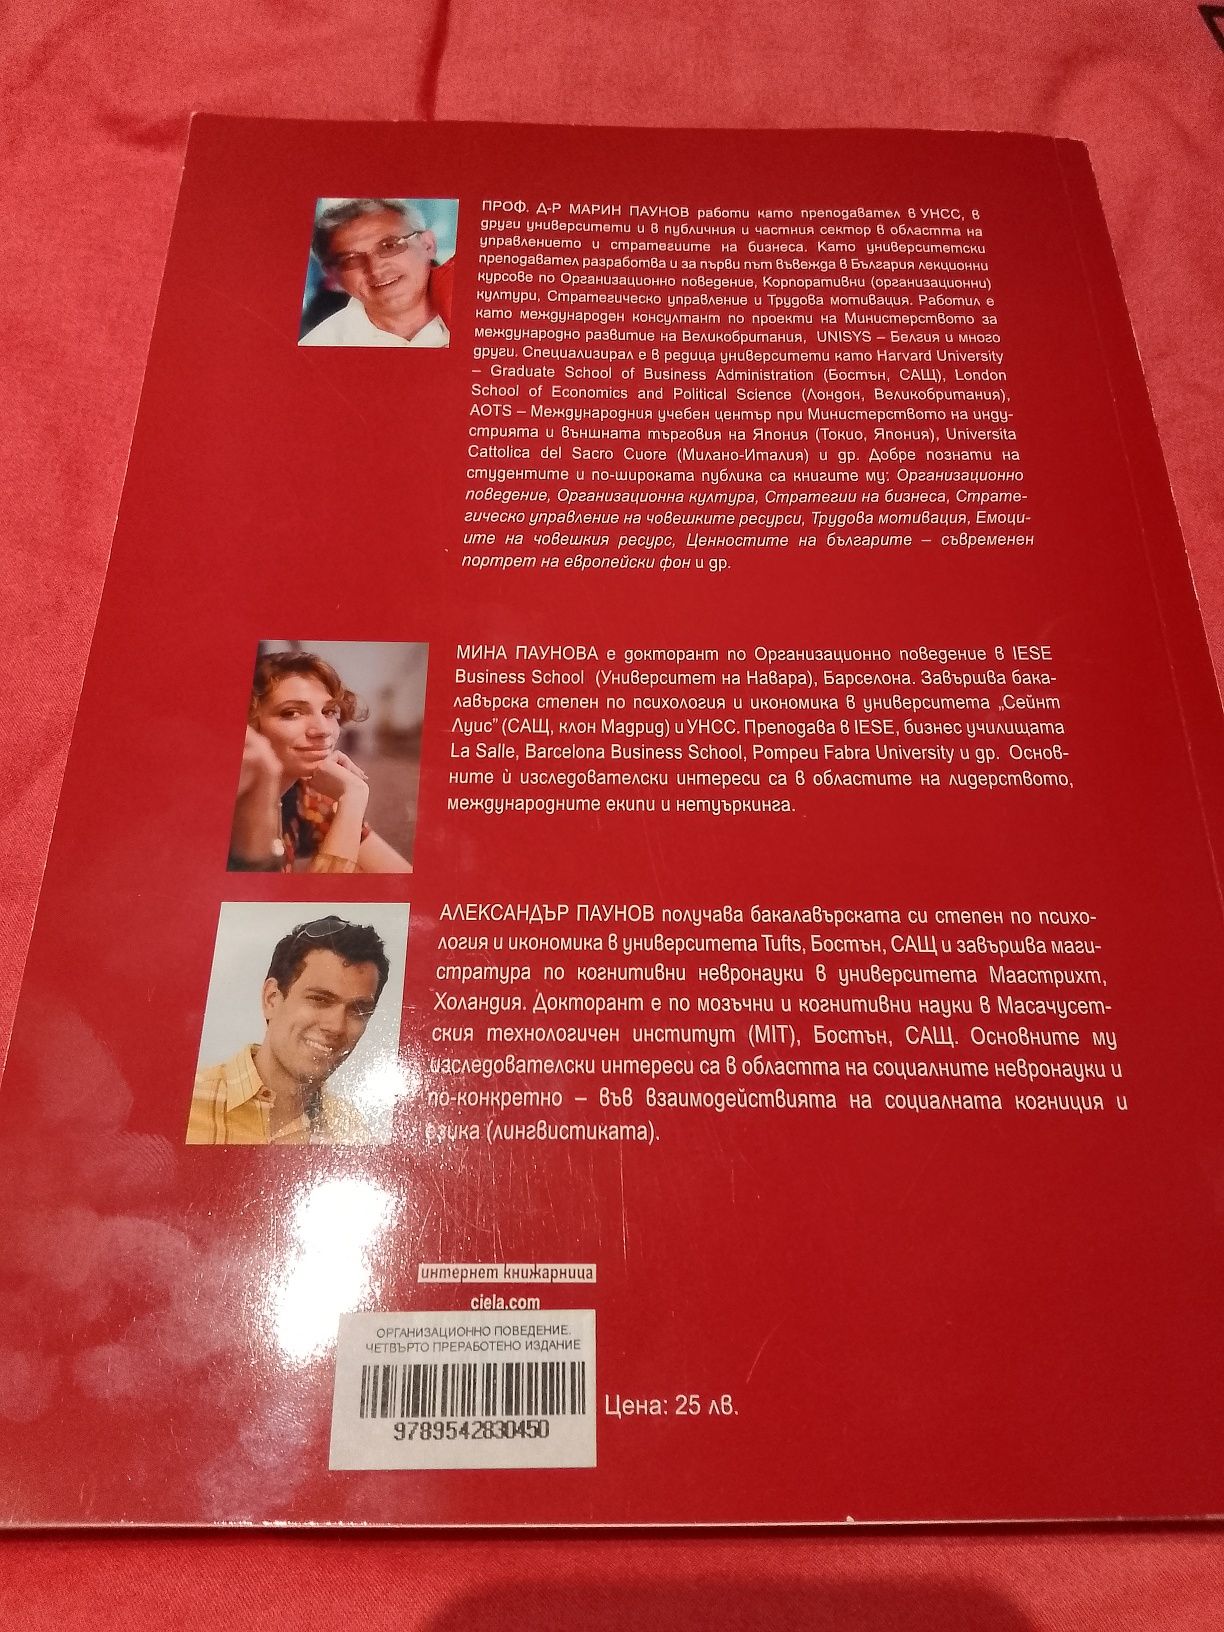 ПРОФ. Д-Р МАРИН ПАУНОВ работи като преподавател в УНСС, в
други университети и в публичния и частния сектор в областта на
управлението и стратегиите на бизнеса. Като университетски
преподавател разработва и за първи път въвежда в България лекционни
курсове по Организационно поведение, Корпоративни (организационни)
култури, Стратегическо управление и Трудова мотивация. Работил е
като международен консултант по проекти на Министерството за
международно развитие на Великобритания, UNISYS – Белгия и много
други. Специализирал е в редица университети като Harvard University
– Graduate School of Business Administration (Бостън, САЩ), London
School of Economics and Political Science (Лондон, Великобритания),
AOTS – Международния учебен център при Министерството на инду-
стрията и външната търговия на Япония (Токио, Япония), Universita
Cattolica del Sacro Cuore (Милано-Италия) и др. Добре познати на
студентите и по-широката публика са книгите му: Организационно
поведение, Организационна култура, Стратегии на бизнеса, Страте-
гическо управление на човешките ресурси, Трудова мотивация, Емоци-
ите на човешкия ресурс, Ценностите на българите – съвременен
портрет на европейски фон и др.
МИНА ПАУНОВА е докторант по Организационно поведение в IESE
Business School (Университет на Навара), Барселона. Завършва бака-
лавърска степен по психология и икономика в университета „Сейнт
Луис” (САЩ, клон Мадрид) и УНСС. Преподава в IESE, бизнес училищата
La Salle, Barcelona Business School, Pompeu Fabra University и др. Основ-
ните ѝ изследователски интереси са в областите на лидерството,
международните екипи и нетуъркинга.
АЛЕКСАНДЪР ПАУНОВ получава бакалавърската си степен по психо-
логия и икономика в университета Tufts, Бостън, САЩ и завършва маги-
стратура по когнитивни невронауки в университета Маастрихт,
Холандия. Докторант е по мозъчни и когнитивни науки в Масачусет-
ския технологичен институт (MIT), Бостън, САЩ. Основните му
изследователски интереси са в областта на социалните невронауки и
по-конкретно – във взаимодействията на социалната когниция и
езика (лингвистиката).
интернет книжарница
ciela.com
ОРГАНИЗАЦИОННО ПОВЕДЕНИЕ.
ЧЕТВЪРТО ПРЕРАБОТЕНО ИЗДАНИЕ
9789542830450
Цена: 25 лв.